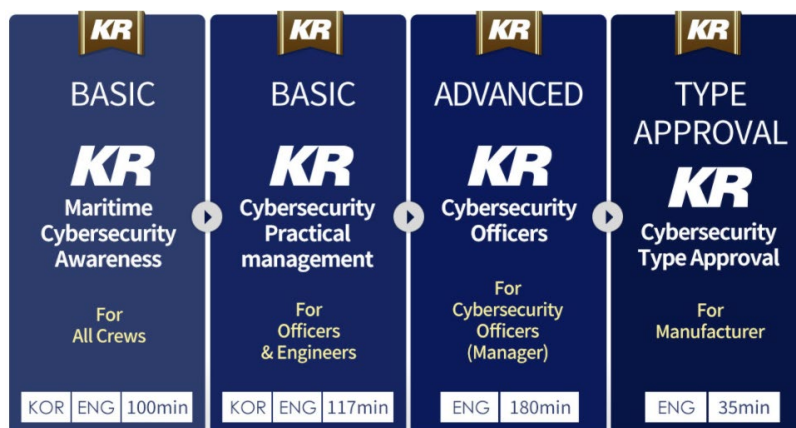 KR
BASIC
KR
Maritime
Cybersecurity
Awareness
For
All Crews
KOR ENG 100min
KR
BASIC
KR
Cybersecurity
Practical
management
For
Officers
& Engineers
KOR ENG 117min
KR
ADVANCED
KR
Cybersecurity
Officers
For
Cybersecurity
Officers
(Manager)
ENG 180min
KR
TYPE
APPROVAL
KR
Cybersecurity
Type Approval
For
Manufacturer
ENG 35min